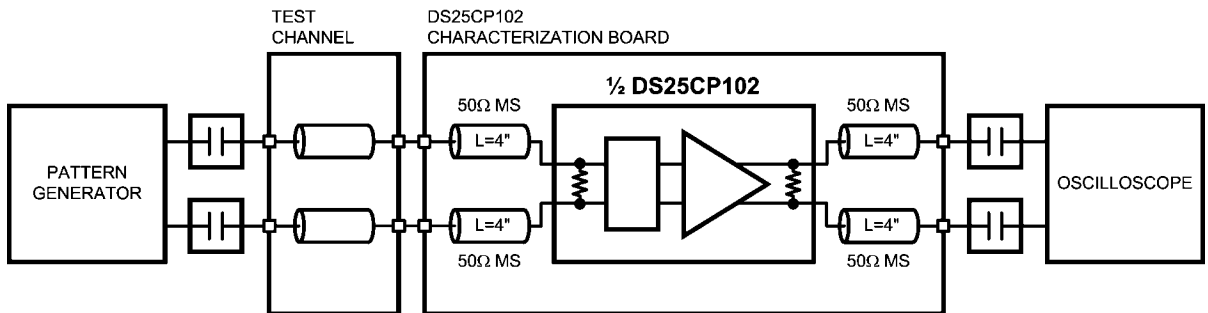 TEST
CHANNEL
DS25CP102
CHARACTERIZATION BOARD
½ DS25CP102
50Ω MS
50Ω MS
L=4"
L=4"
PATTERN
GENERATOR
OSCILLOSCOPE
L=4"
L=4"
50Ω MS
50Ω MS